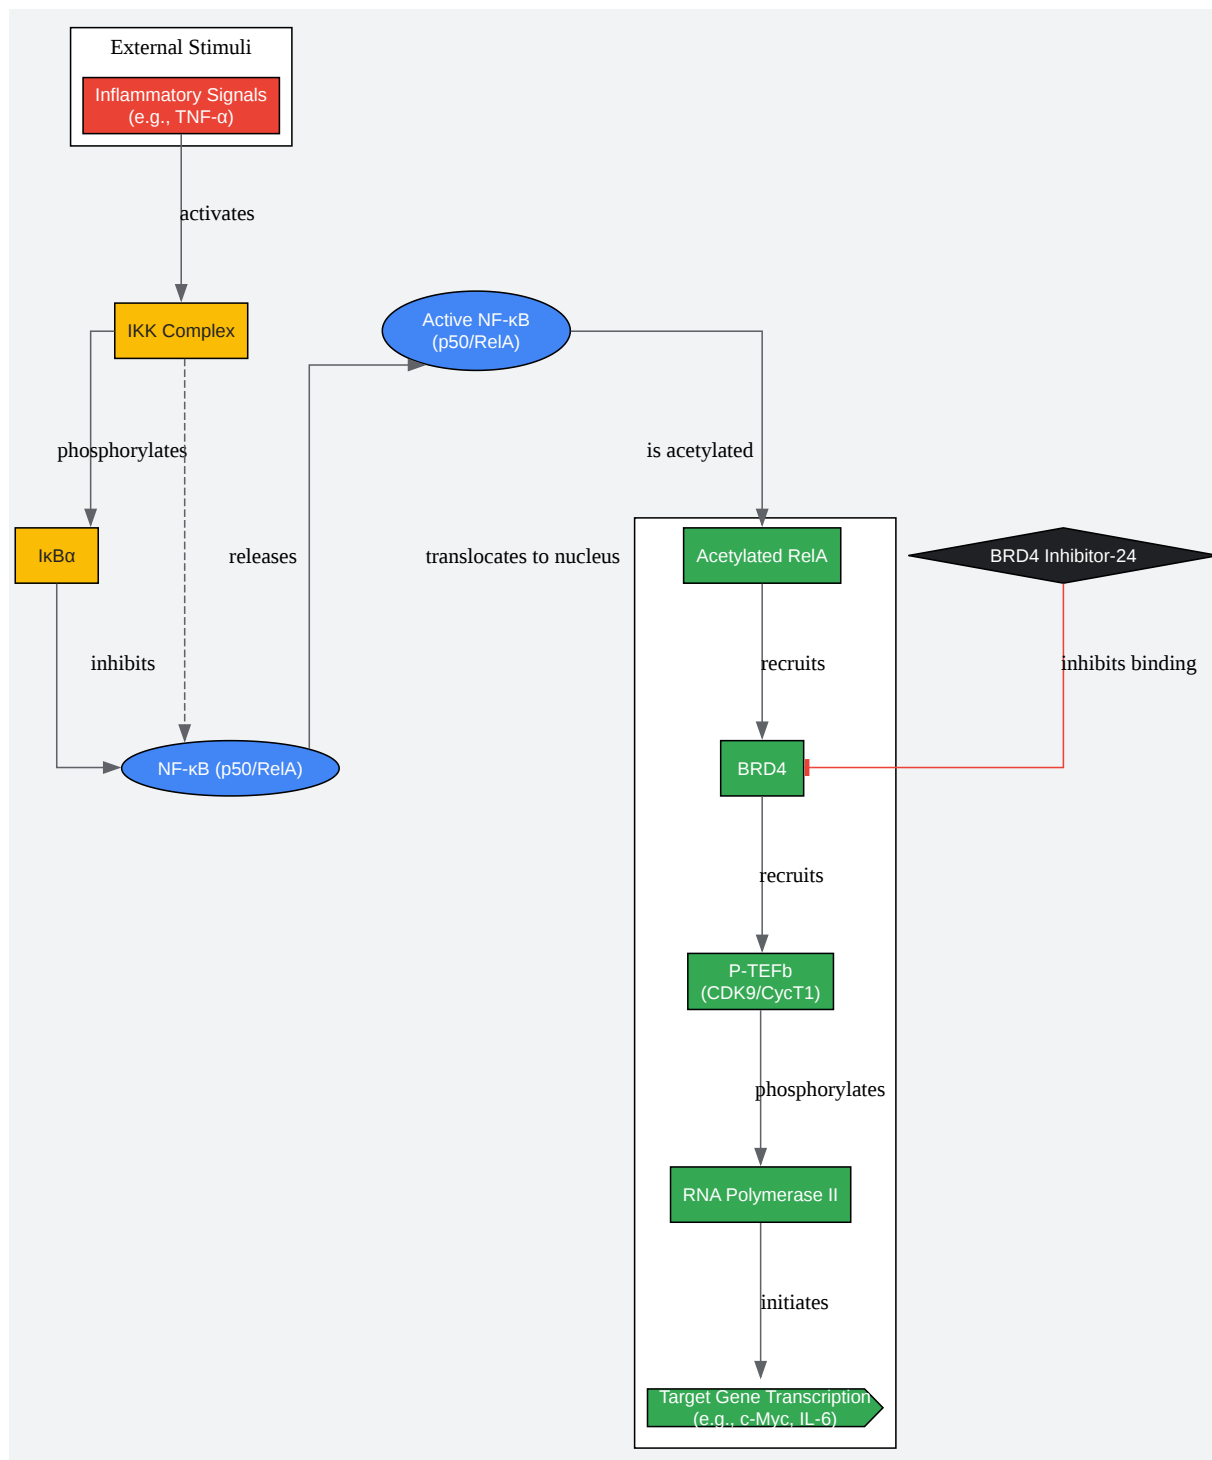 External Stimuli
Inflammatory Signals
(e.g., TNF-α)
activates
IKK Complex
Active NF-κB
(p50/RelA)
phosphorylates
is acetylated
IκBα
releases
translocates to nucleus
Acetylated RelA
BRD4 Inhibitor-24
inhibits
recruits
inhibits binding
NF-κB (p50/RelA)
BRD4
recruits
P-TEFb
(CDK9/CycT1)
phosphorylates
RNA Polymerase II
initiates
Target Gene Transcription
(e.g., c-Myc, IL-6)